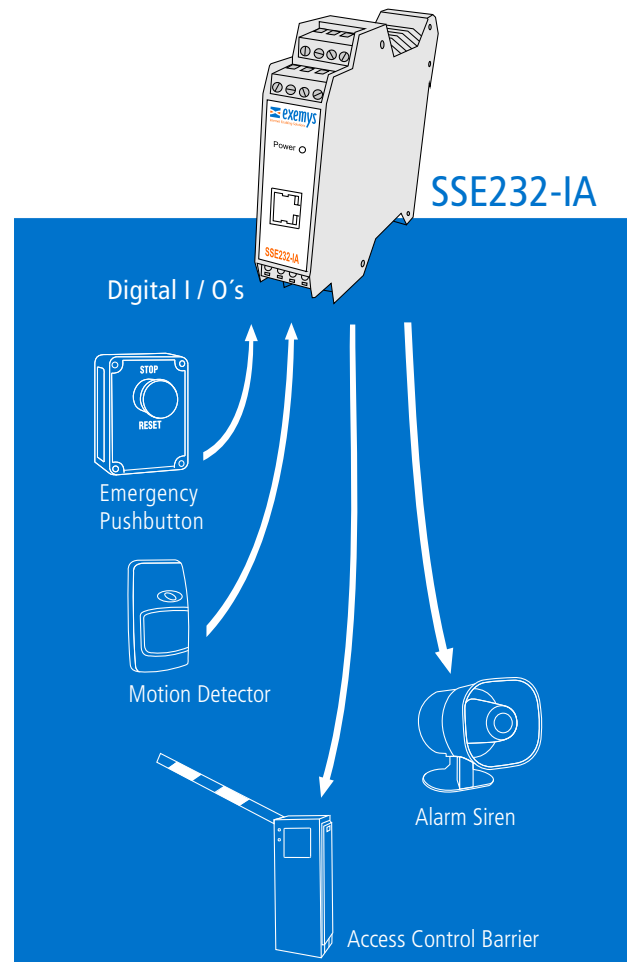 exemys
Power
SSE232-IA
SSE232-IA
Digital I / O´s
STOP
RESET
Emergency
Pushbutton
Motion Detector
Alarm Siren
Access Control Barrier